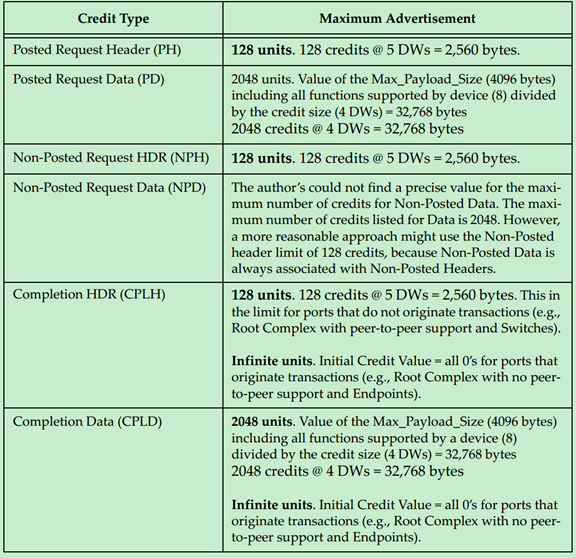 Credit Type
Maximum Advertisement
Posted Request Header (PH)
128 units. 128 credits @ 5 DWs = 2,560 bytes.
Posted Request Data (PD)
2048 units. Value of the Max_Payload_Size (4096 bytes)
including all functions supported by device (8) divided
by the credit size (4 DWs) = 32,768 bytes
2048 credits @ 4 DWs = 32,768 bytes
Non-Posted Request HDR (NPH)
128 units. 128 credits @ 5 DWs = 2,560 bytes.
Non-Posted Request Data (NPD)
The author's could not find a precise value for the maxi-
mum number of credits for Non-Posted Data. The maxi-
mum number of credits listed for Data is 2048. However,
a more reasonable approach might use the Non-Posted
header limit of 128 credits, because Non-Posted Data is
always associated with Non-Posted Headers.
Completion HDR (CPLH)
128 units. 128 credits @ 5 DWs = 2,560 bytes. This in
the limit for ports that do not originate transactions (e.g.,
Root Complex with peer-to-peer support and Switches).
Infinite units. Initial Credit Value = all 0's for ports that
originate transactions (e.g., Root Complex with no peer-
to-peer support and Endpoints).
Completion Data (CPLD)
2048 units. Value of the Max_Payload_Size (4096 bytes)
including all functions supported by a device (8)
divided by the credit size (4 DWs) = 32,768 bytes
2048 credits @ 4 DWs = 32,768 bytes
Infinite units. Initial Credit Value = all 0's for ports that
originate transactions (e.g., Root Complex with no peer-
to-peer support and Endpoints).